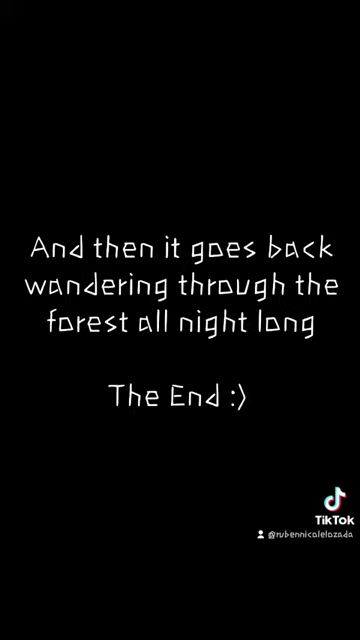 And then it goes back
wandering through the
forest all night long
The End :)
TikTok
@rubennicolelozada